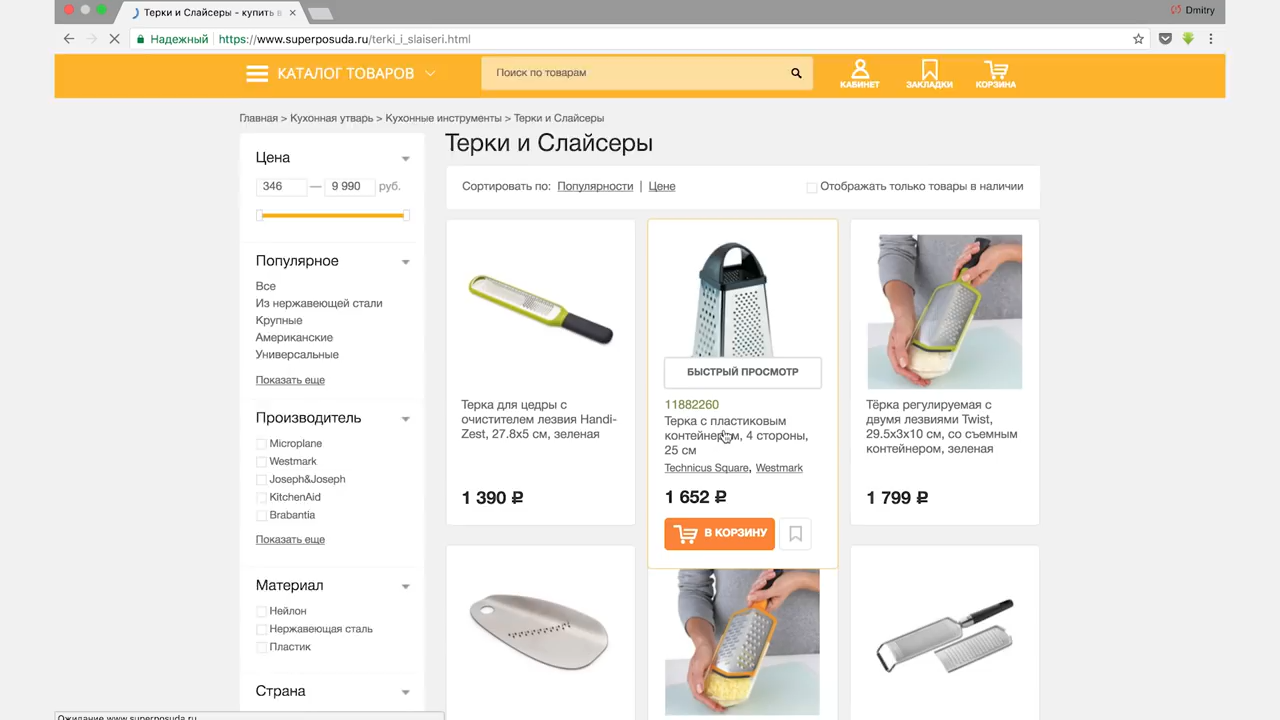 Терки и Слайсеры - купить в
Dmitry
Надежный
https://www.superposuda.ru/terki_i_slaiseri.html
КАТАЛОГ ТОВАРОВ
Поиск по товарам
КАБИНЕТ
ЗАКЛАДКИ
КОРЗИНА
Главная > Кухонная утварь > Кухонные инструменты > Терки и Слайсеры
Терки и Слайсеры
Цена
346 — 9 990 руб.
Популярное
Все
Из нержавеющей стали
Крупные
Американские
Универсальные
Показать еще
Производитель
Microplane
Westmark
Joseph&Joseph
KitchenAid
Brabantia
Показать еще
Материал
Нейлон
Нержавеющая сталь
Пластик
Страна
Сортировать по: Популярности | Цене
Отображать только товары в наличии
Терка для цедры с
очистителем лезвия Handi-
Zest, 27.8x5 см, зеленая
1 390 ₽
БЫСТРЫЙ ПРОСМОТР
11882260
Терка с пластиковым
контейнером, 4 стороны,
25 см
Technicus Square, Westmark
1 652 ₽
В КОРЗИНУ
Тёрка регулируемая с
двумя лезвиями Twist,
29.5x3x10 см, со съемным
контейнером, зеленая
1 799 ₽
Ожидание www.superposuda.ru